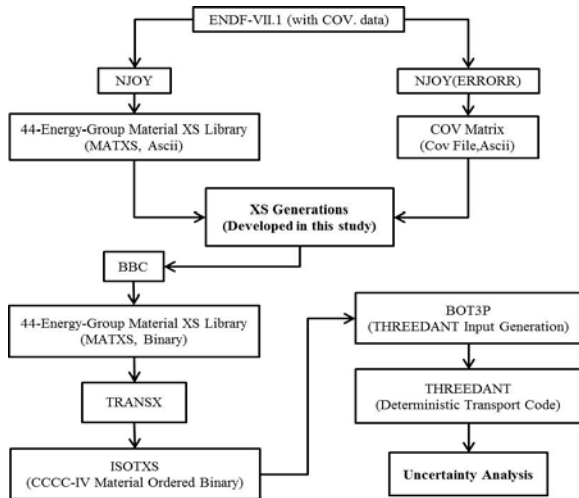 ENDF-VII.1 (with COV. data)
NJOY
NJOY(ERRORR)
44-Energy-Group Material XS Library
(MATXS, Ascii)
COV Matrix
(Cov File,Ascii)
XS Generations
(Developed in this study)
BBC
44-Energy-Group Material XS Library
(MATXS, Binary)
BOT3P
(THREEDANT Input Generation)
TRANSX
THREEDANT
(Deterministic Transport Code)
ISOTXS
(CCCC-IV Material Ordered Binary)
Uncertainty Analysis